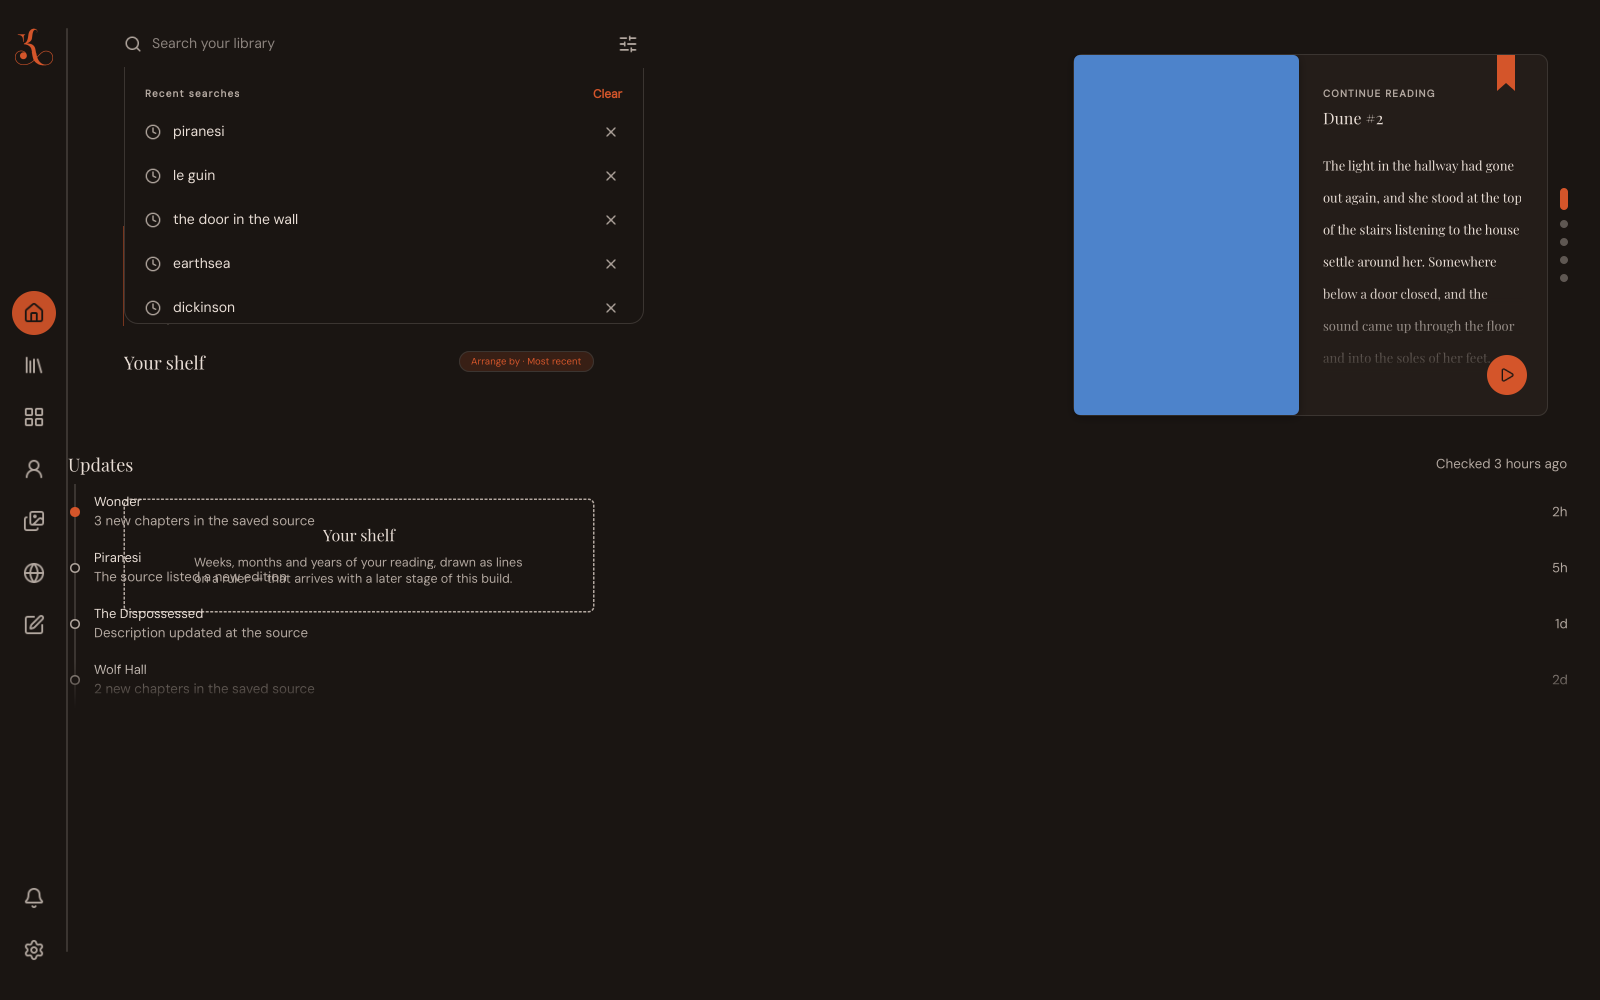 Search your library
Recent searches
Clear
piranesi
le guin
the door in the wall
earthsea
dickinson
CONTINUE READING
Dune #2
The light in the hallway had gone
out again, and she stood at the top
of the stairs listening to the house
settle around her. Somewhere
below a door closed, and the
sound came up through the floor
and into the soles of her feet.
Your shelf
Arrange by · Most recent
Updates
Checked 3 hours ago
Wonder
3 new chapters in the saved source
2h
Piranesi
The source listed a new edition
5h
The Dispossessed
Description updated at the source
1d
Wolf Hall
2 new chapters in the saved source
2d
Your shelf
Weeks, months and years of your reading, drawn as lines
on a ruler — that arrives with a later stage of this build.